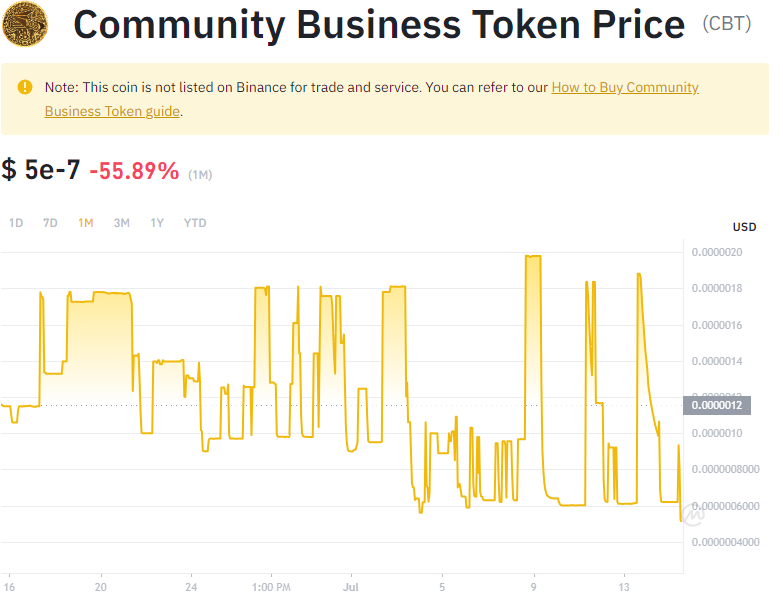 Community Business Token Price (CBT)
Note: This coin is not listed on Binance for trade and service. You can refer to our How to Buy Community
Business Token guide.
$ 5e-7 -55.89% (1M)
1D 7D 1M 3M 1Y YTD
USD
0.0000020
0.0000018
0.0000016
0.0000014
0.0000012
0.0000010
0.0000008000
0.0000006000
0.0000004000
16 20 24 1:00 PM Jul 5 9 13